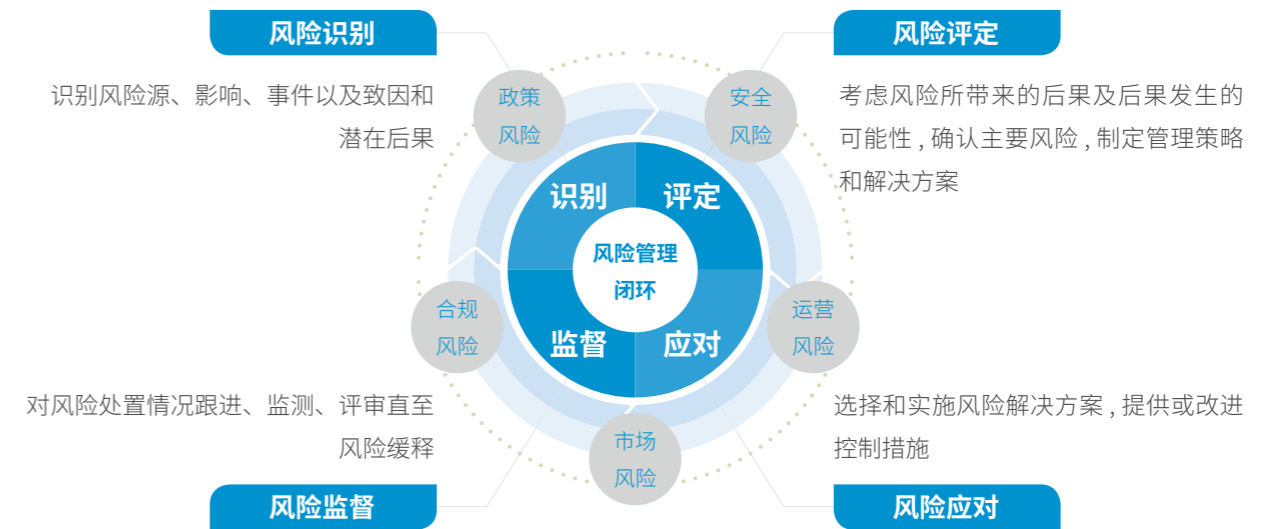 风险识别
识别风险源、影响、事件以及致因和
潜在后果
风险评定
考虑风险所带来的后果及后果发生的
可能性 , 确认主要风险 , 制定管理策略
和解决方案
政策
风险
安全
风险
识别
评定
风险管理
闭环
监督
应对
合规
风险
运营
风险
市场
风险
对风险处置情况跟进、监测、评审直至
风险缓释
风险监督
选择和实施风险解决方案 , 提供或改进
控制措施
风险应对